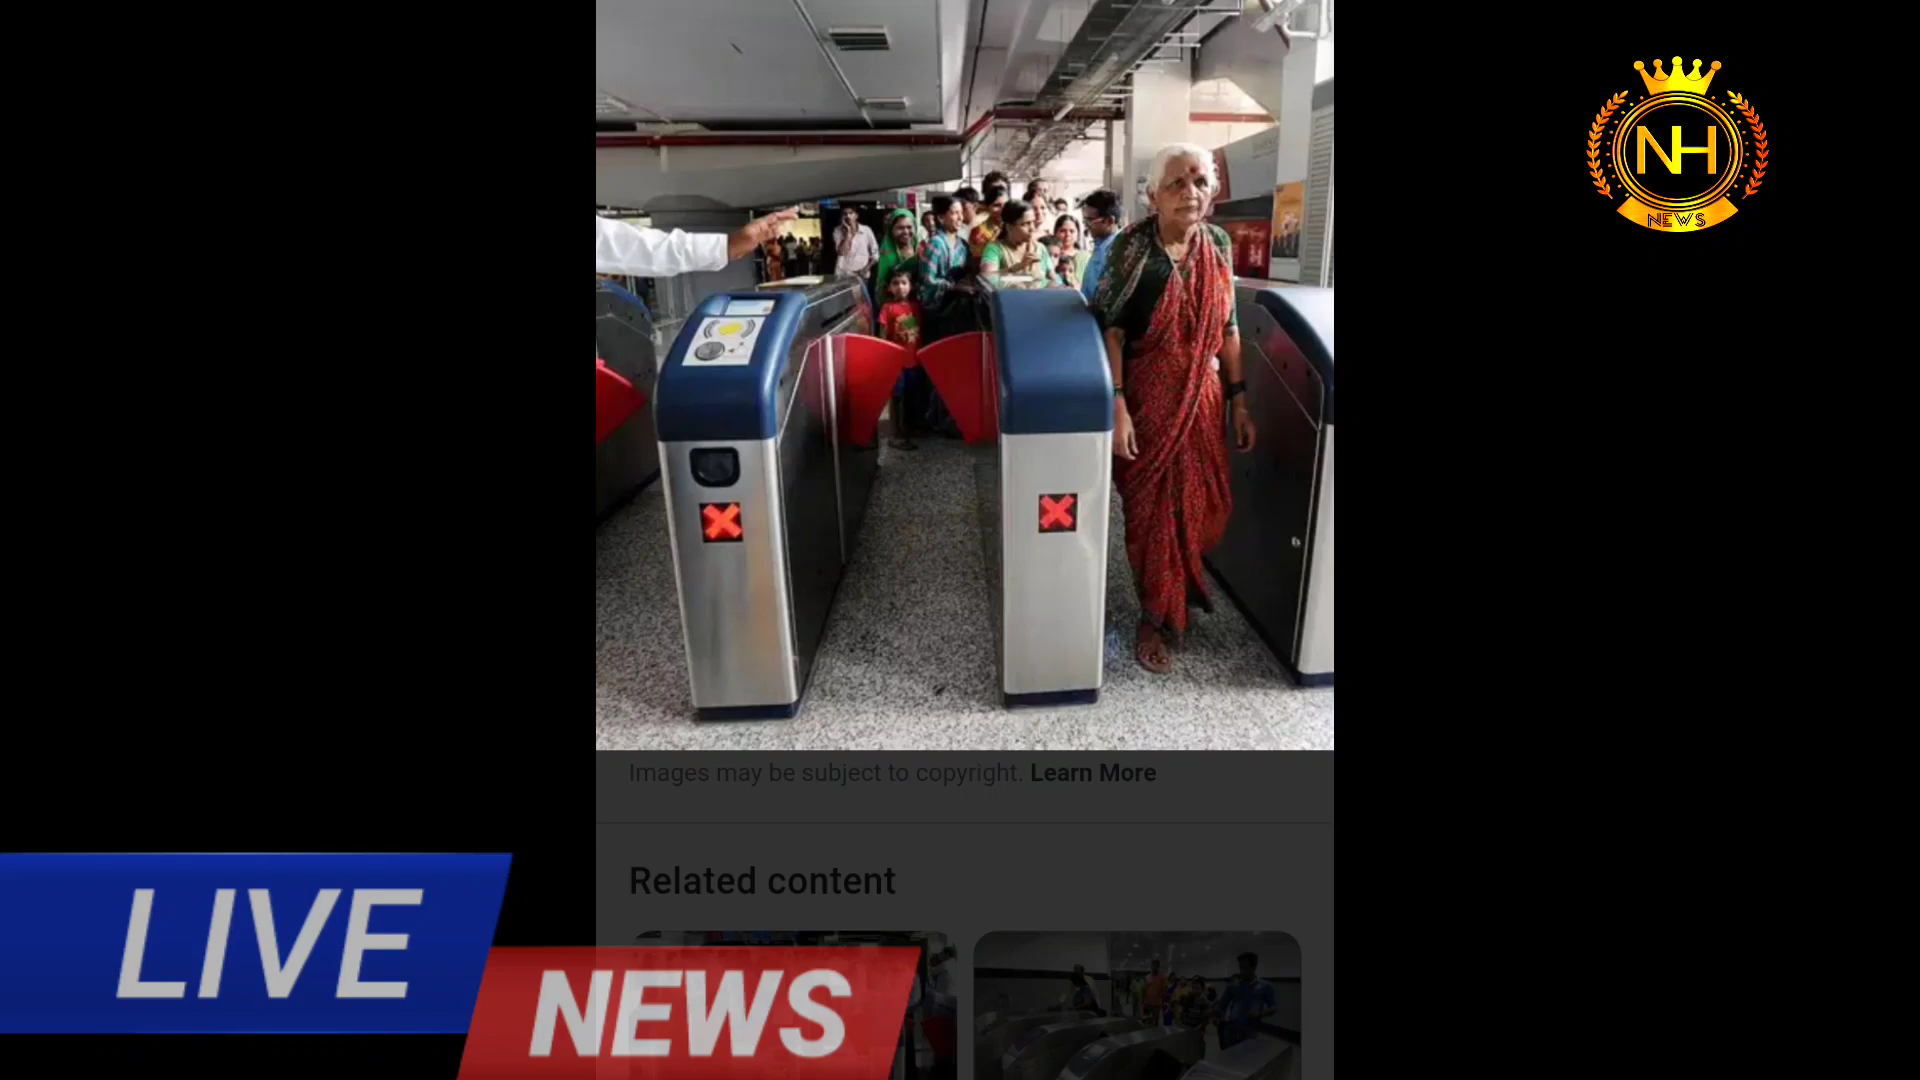 NH
NEWS
Images may be subject to copyright. Learn More
Related content
LIVE
NEWS